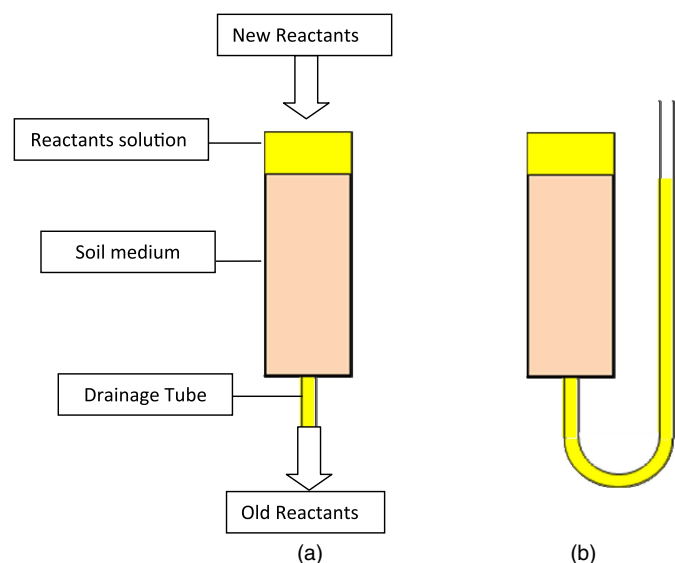 New Reactants
Reactants solution
Soil medium
Drainage Tube
Old Reactants
(a)
(b)